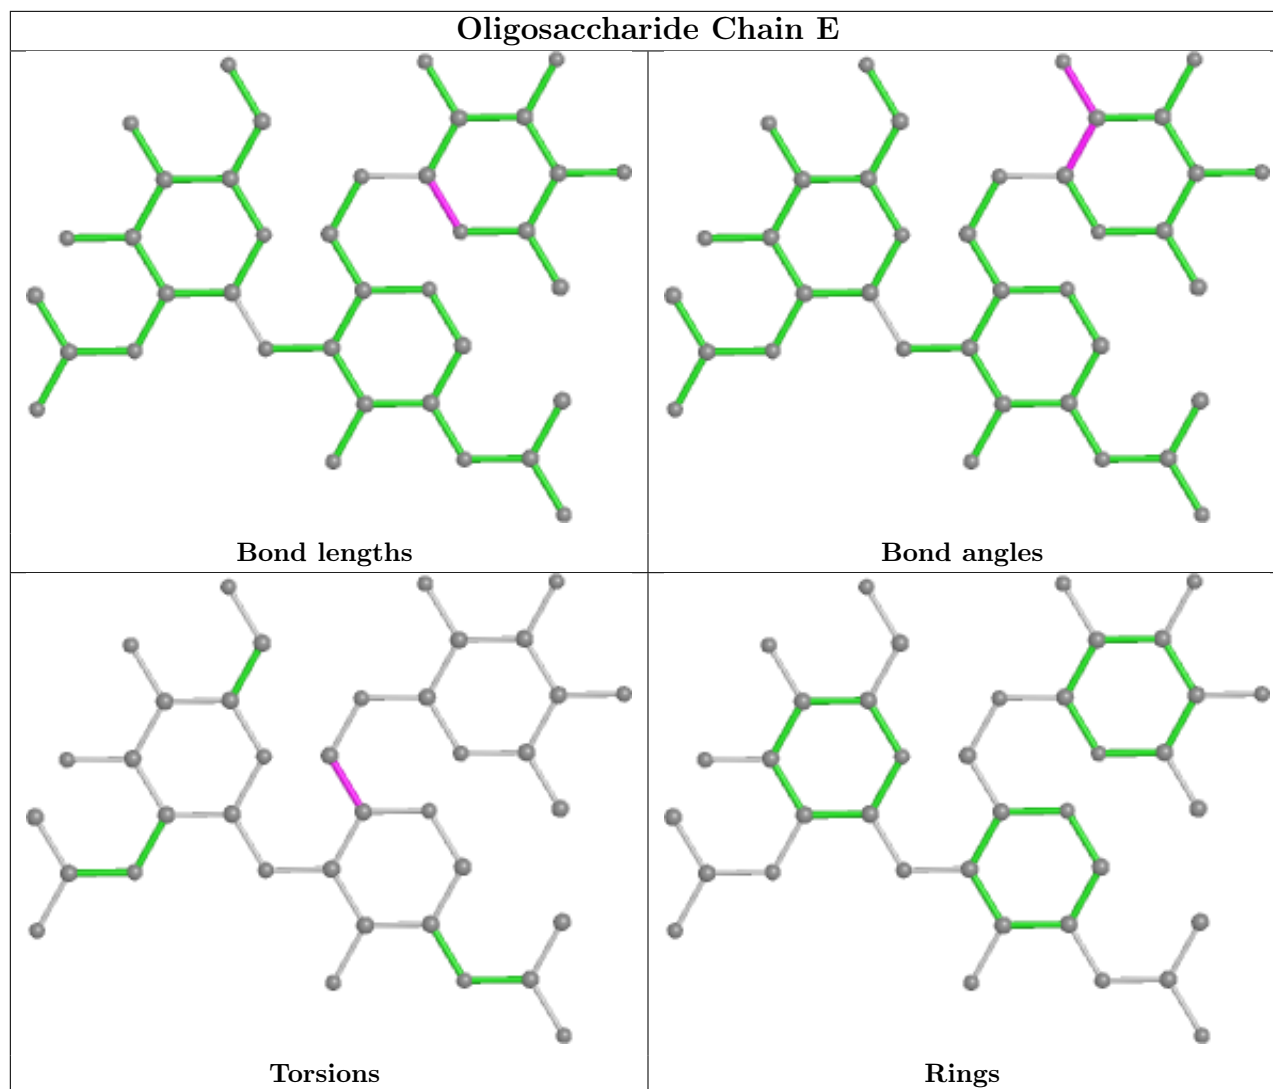 Oligosaccharide Chain E
Bond lengths
Bond angles
Torsions
Rings